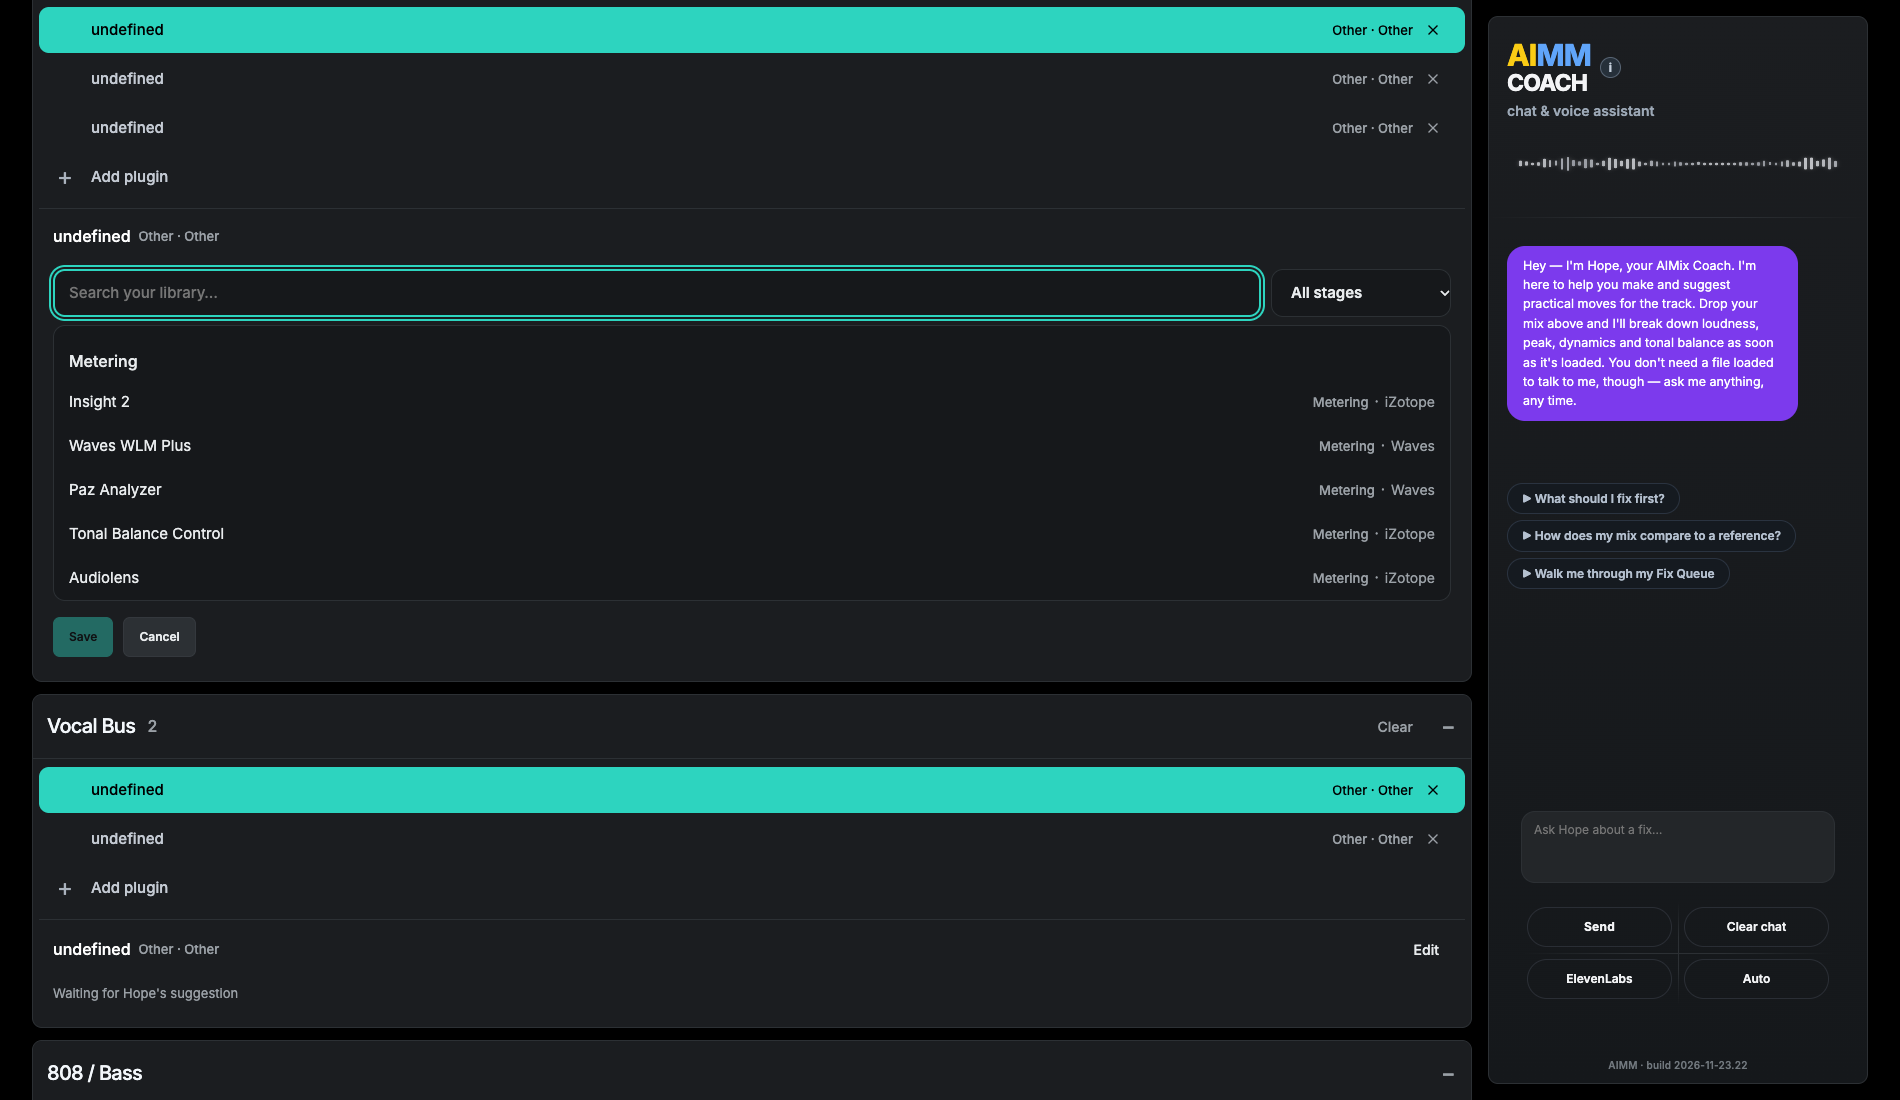 undefined Other · Other ×
undefined Other · Other ×
undefined Other · Other ×
+ Add plugin
undefined Other · Other
Search your library...
All stages
Metering
Insight 2 Metering · iZotope
Waves WLM Plus Metering · Waves
Paz Analyzer Metering · Waves
Tonal Balance Control Metering · iZotope
Audiolens Metering · iZotope
Save Cancel
Vocal Bus 2 Clear –
undefined Other · Other ×
undefined Other · Other ×
+ Add plugin
undefined Other · Other Edit
Waiting for Hope's suggestion
808 / Bass –
AIMM
COACH
i
chat & voice assistant
Hey — I'm Hope, your AIMix Coach. I'm
here to help you make and suggest
practical moves for the track. Drop your
mix above and I'll break down loudness,
peak, dynamics and tonal balance as soon
as it's loaded. You don't need a file loaded
to talk to me, though — ask me anything,
any time.
▶ What should I fix first?
▶ How does my mix compare to a reference?
▶ Walk me through my Fix Queue
Ask Hope about a fix...
Send Clear chat
ElevenLabs Auto
AIMM · build 2026-11-23.22